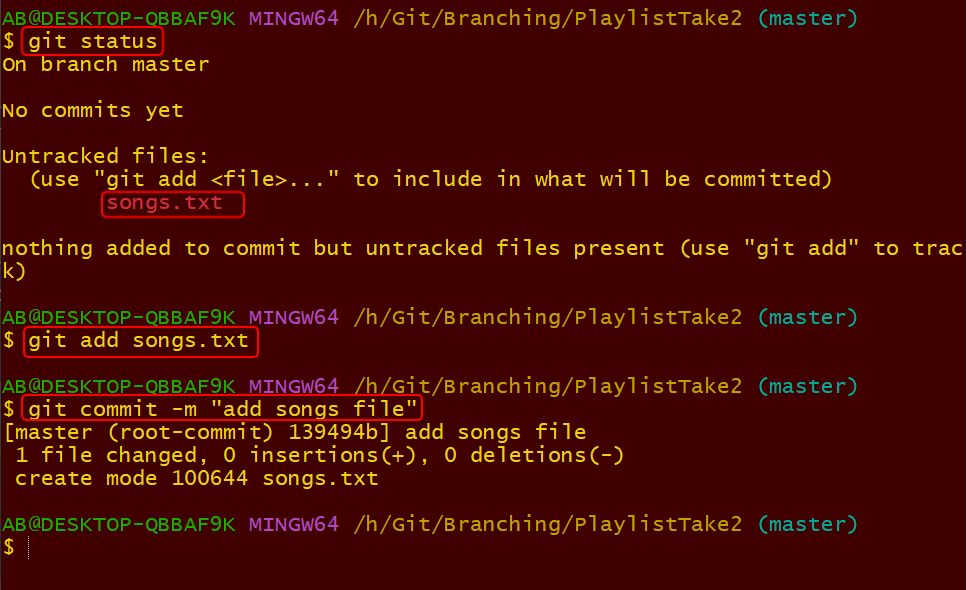 AB@DESKTOP-QBBAF9K MINGW64 /h/Git/Branching/PlaylistTake2 (master)
$ git status
On branch master
No commits yet
Untracked files:
  (use "git add <file>..." to include in what will be committed)
        songs.txt
nothing added to commit but untracked files present (use "git add" to trac
k)
AB@DESKTOP-QBBAF9K MINGW64 /h/Git/Branching/PlaylistTake2 (master)
$ git add songs.txt
AB@DESKTOP-QBBAF9K MINGW64 /h/Git/Branching/PlaylistTake2 (master)
$ git commit -m "add songs file"
[master (root-commit) 139494b] add songs file
 1 file changed, 0 insertions(+), 0 deletions(-)
 create mode 100644 songs.txt
AB@DESKTOP-QBBAF9K MINGW64 /h/Git/Branching/PlaylistTake2 (master)
$